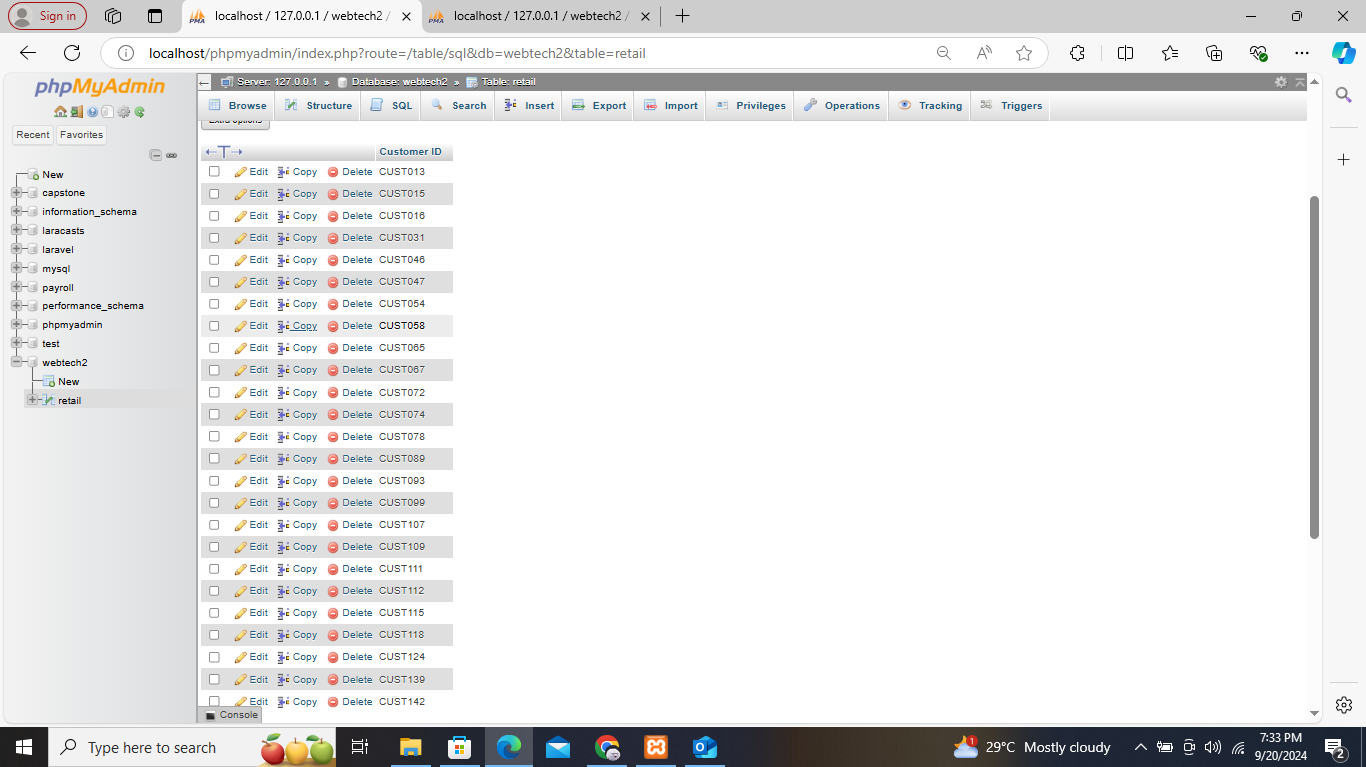 Sign in
localhost / 127.0.0.1 / webtech2 /
localhost / 127.0.0.1 / webtech2 /
localhost/phpmyadmin/index.php?route=/table/sql&db=webtech2&table=retail
phpMyAdmin
Recent Favorites
New
capstone
information_schema
laracasts
laravel
mysql
payroll
performance_schema
phpmyadmin
test
webtech2
New
retail
Server: 127.0.0.1 » Database: webtech2 » Table: retail
Browse Structure SQL Search Insert Export Import Privileges Operations Tracking Triggers
Extra options
←T→ Customer ID
Edit Copy Delete CUST013
Edit Copy Delete CUST015
Edit Copy Delete CUST016
Edit Copy Delete CUST031
Edit Copy Delete CUST046
Edit Copy Delete CUST047
Edit Copy Delete CUST054
Edit Copy Delete CUST058
Edit Copy Delete CUST065
Edit Copy Delete CUST067
Edit Copy Delete CUST072
Edit Copy Delete CUST074
Edit Copy Delete CUST078
Edit Copy Delete CUST089
Edit Copy Delete CUST093
Edit Copy Delete CUST099
Edit Copy Delete CUST107
Edit Copy Delete CUST109
Edit Copy Delete CUST111
Edit Copy Delete CUST112
Edit Copy Delete CUST115
Edit Copy Delete CUST118
Edit Copy Delete CUST124
Edit Copy Delete CUST139
Edit Copy Delete CUST142
Console
Type here to search
1
29°C Mostly cloudy
7:33 PM
9/20/2024
2